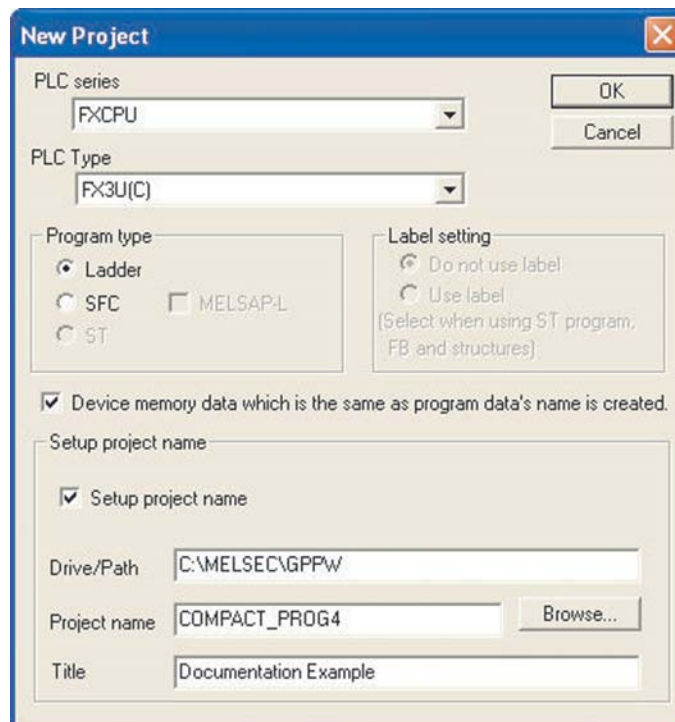 New Project
PLC series
FXCPU
OK
Cancel
PLC Type
FX3U(C)
Program type
Ladder
SFC
MELSAP-L
ST
Label setting
Do not use label
Use label
(Select when using ST program,
FB and structures)
Device memory data which is the same as program data's name is created.
Setup project name
Setup project name
Drive/Path
C:\MELSEC\GPPW
Project name
COMPACT_PROG4
Browse...
Title
Documentation Example